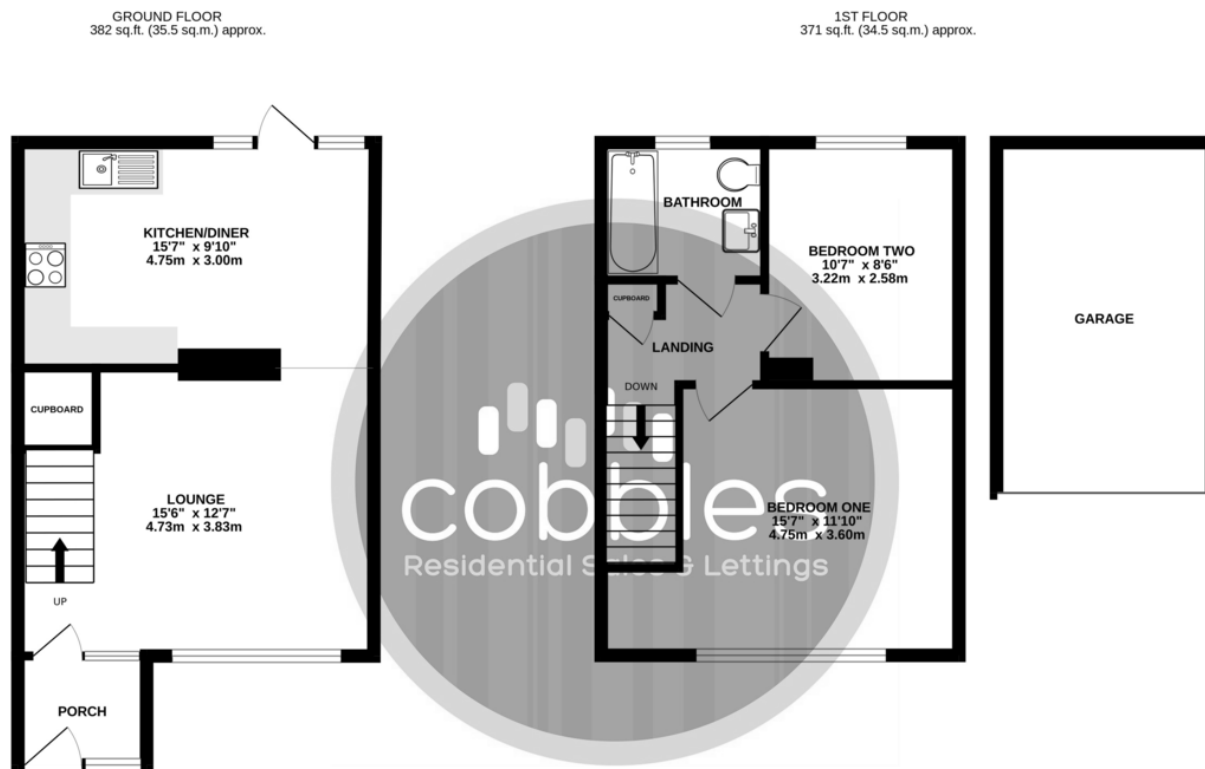 GROUND FLOOR
382 sq.ft. (35.5 sq.m.) approx.
1ST FLOOR
371 sq.ft. (34.5 sq.m.) approx.
KITCHEN/DINER
15'7" x 9'10"
4.75m x 3.00m
CUPBOARD
LOUNGE
15'6" x 12'7"
4.73m x 3.83m
UP
PORCH
BATHROOM
BEDROOM TWO
10'7" x 8'6"
3.22m x 2.58m
CUPBOARD
LANDING
DOWN
BEDROOM ONE
15'7" x 11'10"
4.75m x 3.60m
GARAGE
cobbles
Residential Sales & Lettings